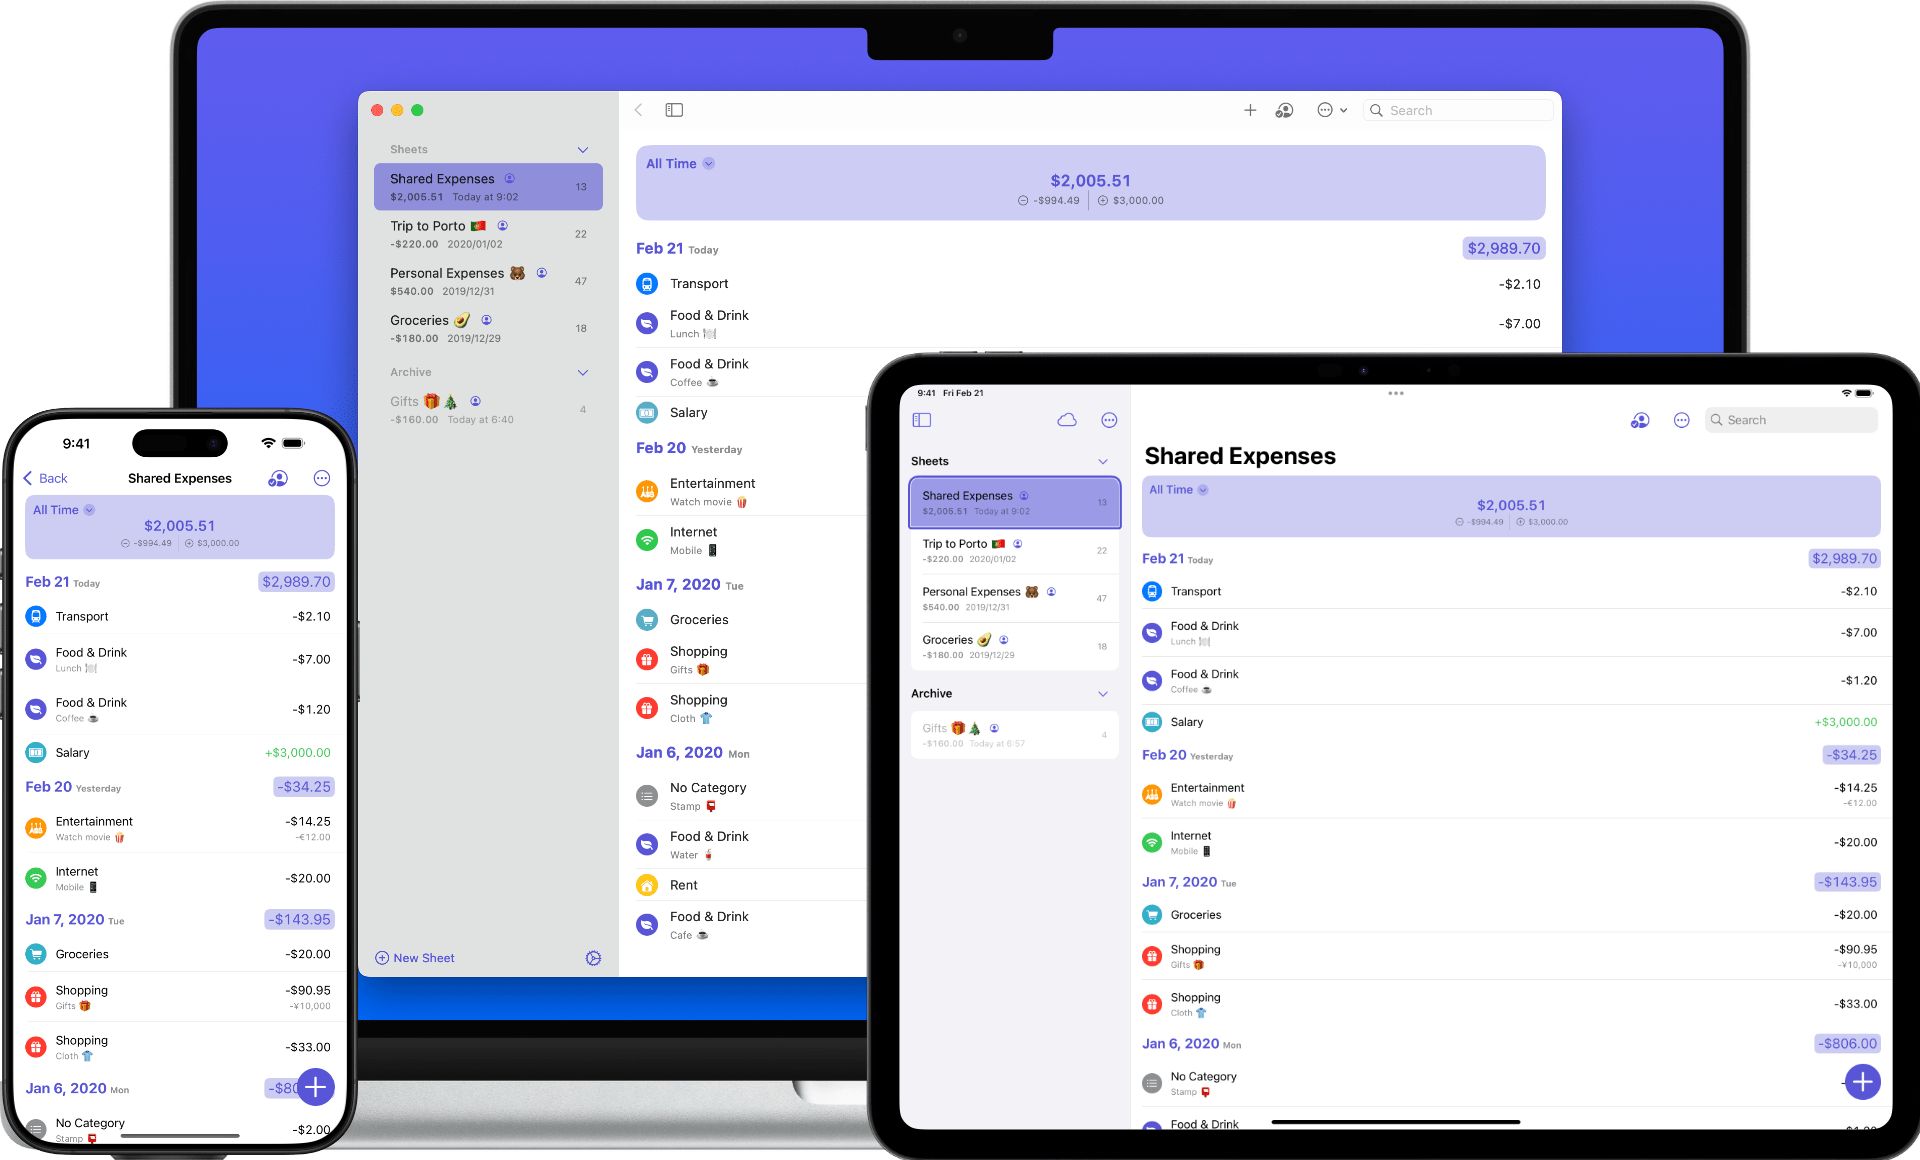 Search
Sheets
Shared Expenses
13
$2,005.51 Today at 9:02
Trip to Porto
22
-$220.00 2020/01/02
Personal Expenses
47
$540.00 2019/12/31
Groceries
18
-$180.00 2019/12/29
Archive
Gifts
4
-$160.00 Today at 6:40
New Sheet
All Time
$2,005.51
-$994.49 $3,000.00
Feb 21 Today
$2,989.70
Transport
-$2.10
Food & Drink
Lunch
-$7.00
Food & Drink
Coffee
Salary
Feb 20 Yesterday
Entertainment
Watch movie
Internet
Mobile
Jan 7, 2020 Tue
Groceries
Shopping
Gifts
Shopping
Cloth
Jan 6, 2020 Mon
No Category
Stamp
Food & Drink
Water
Rent
Food & Drink
Cafe
9:41
Back
Shared Expenses
All Time
$2,005.51
-$994.49 $3,000.00
Feb 21 Today
$2,989.70
Transport
-$2.10
Food & Drink
Lunch
-$7.00
Food & Drink
Coffee
-$1.20
Salary
+$3,000.00
Feb 20 Yesterday
-$34.25
Entertainment
-$14.25
Watch movie
-€12.00
Internet
Mobile
-$20.00
Jan 7, 2020 Tue
-$143.95
Groceries
-$20.00
Shopping
-$90.95
Gifts
-¥10,000
Shopping
Cloth
-$33.00
Jan 6, 2020 Mon
-$80
No Category
Stamp
-$2.00
9:41 Fri Feb 21
Sheets
Shared Expenses
13
$2,005.51 Today at 9:02
Trip to Porto
22
-$220.00 2020/01/02
Personal Expenses
47
$540.00 2019/12/31
Groceries
18
-$180.00 2019/12/29
Archive
Gifts
4
-$160.00 Today at 6:57
Search
Shared Expenses
All Time
$2,005.51
-$994.49 $3,000.00
Feb 21 Today
$2,989.70
Transport
-$2.10
Food & Drink
Lunch
-$7.00
Food & Drink
Coffee
-$1.20
Salary
+$3,000.00
Feb 20 Yesterday
-$34.25
Entertainment
-$14.25
Watch movie
-€12.00
Internet
Mobile
-$20.00
Jan 7, 2020 Tue
-$143.95
Groceries
-$20.00
Shopping
-$90.95
Gifts
-¥10,000
Shopping
Cloth
-$33.00
Jan 6, 2020 Mon
-$806.00
No Category
Stamp
Food & Drink